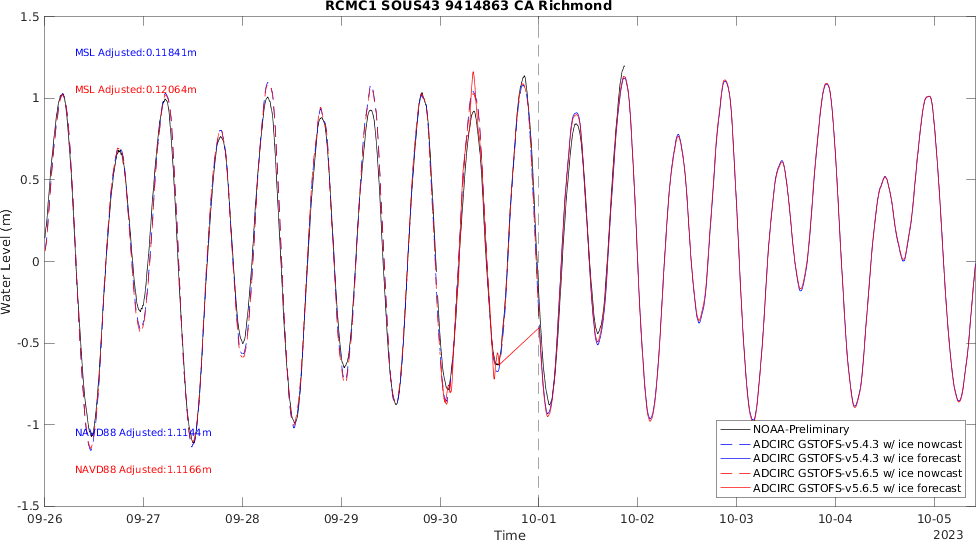 RCMC1 SOUS43 9414863 CA Richmond
1.5
1
0.5
0
-0.5
-1
-1.5
Water Level (m)
MSL Adjusted:0.11841m
MSL Adjusted:0.12064m
NAVD88 Adjusted:1.1144m
NAVD88 Adjusted:1.1166m
NOAA-Preliminary
ADCIRC GSTOFS-v5.4.3 w/ ice nowcast
ADCIRC GSTOFS-v5.4.3 w/ ice forecast
ADCIRC GSTOFS-v5.6.5 w/ ice nowcast
ADCIRC GSTOFS-v5.6.5 w/ ice forecast
09-26 09-27 09-28 09-29 09-30 10-01 10-02 10-03 10-04 10-05
2023
Time